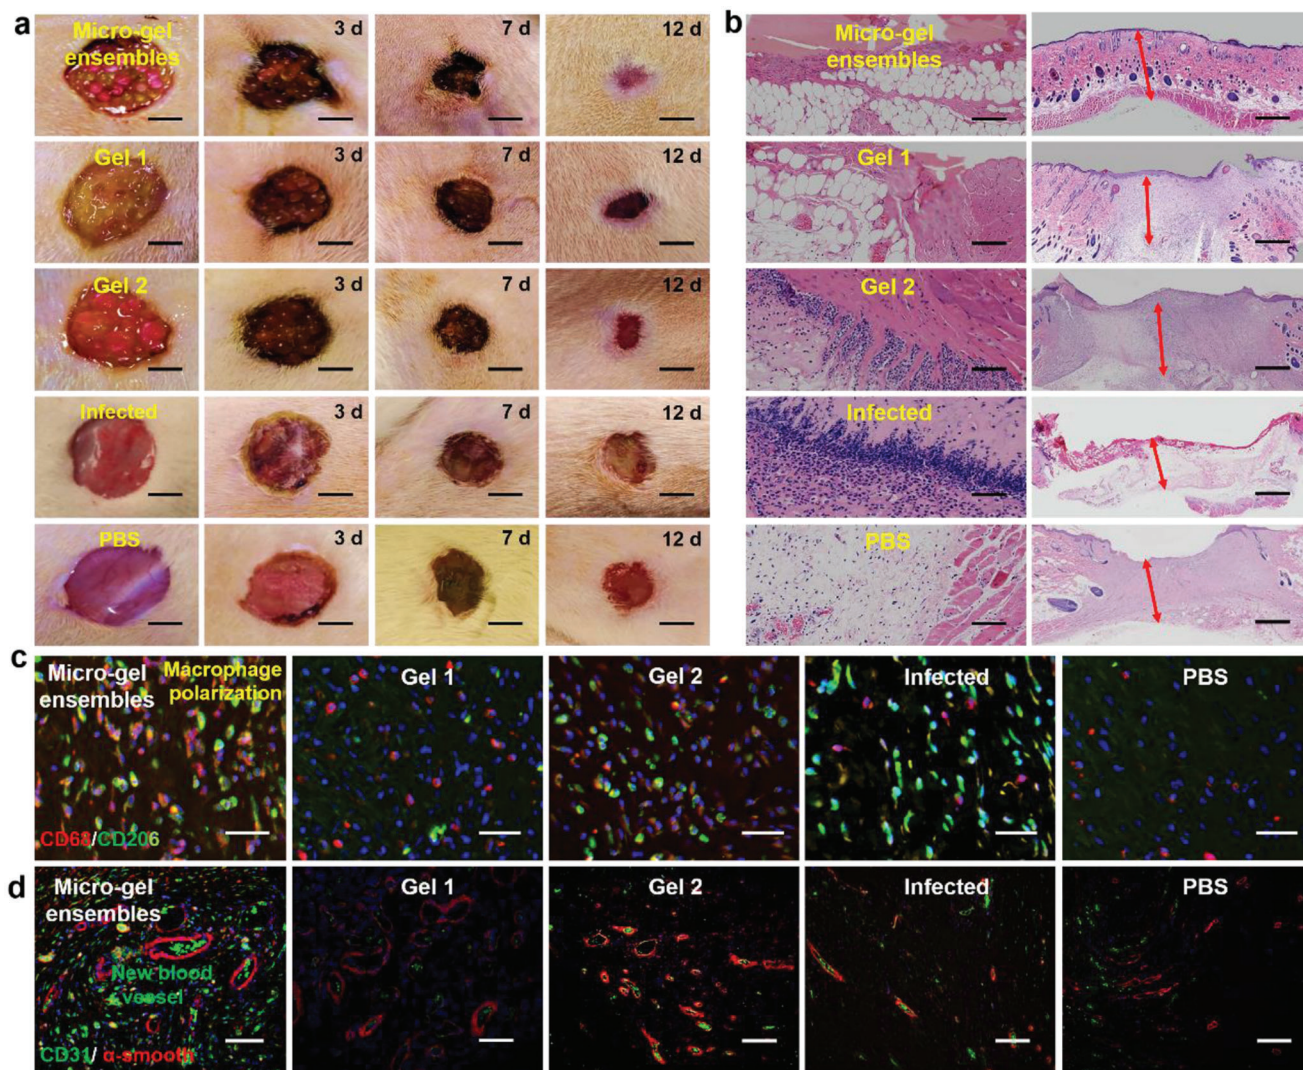 a
Micro-gel
ensembles
3 d
7 d
12 d
Gel 1
3 d
7 d
12 d
Gel 2
3 d
7 d
12 d
Infected
3 d
7 d
12 d
PBS
3 d
7 d
12 d
b
Micro-gel
ensembles
Gel 1
Gel 2
Infected
PBS
c
Micro-gel
ensembles
Macrophage
polarization
CD68/CD206
Gel 1
Gel 2
Infected
PBS
d
Micro-gel
ensembles
New blood
vessel
CD31/ α-smooth
Gel 1
Gel 2
Infected
PBS